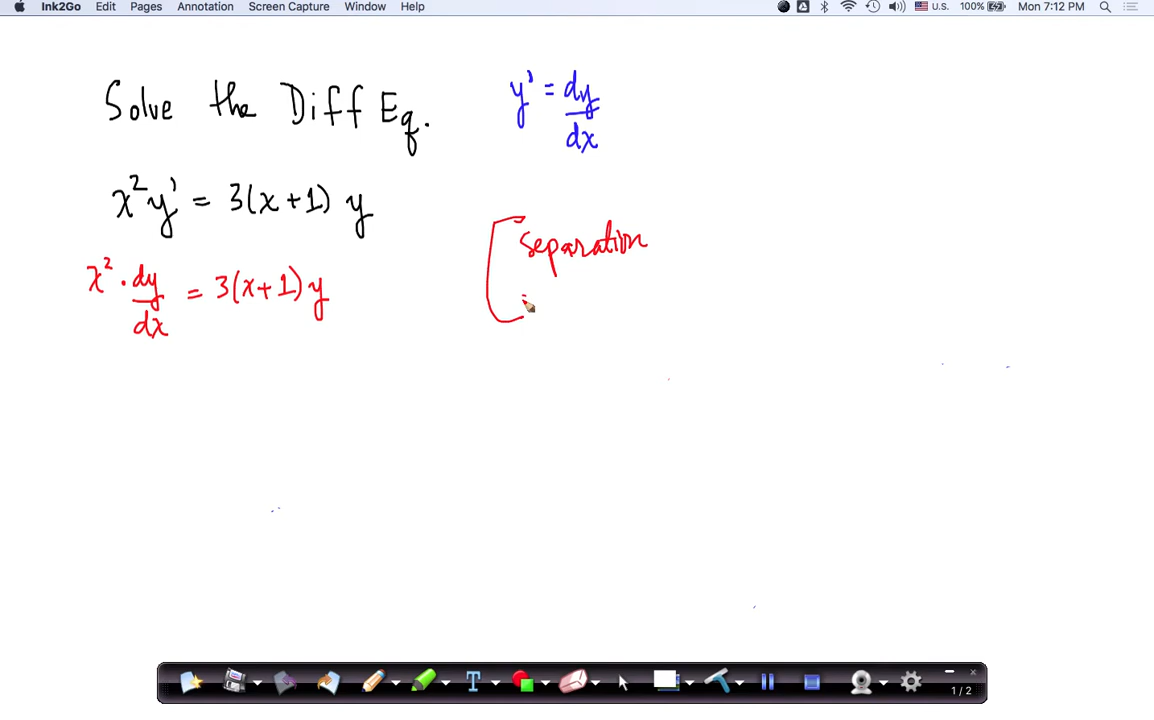 Ink2Go Edit Pages Annotation Screen Capture Window Help U.S. 100% Mon 7:12 PM
Solve the Diff Eq.
y' = dy/dx
x² y' = 3(x+1) y
x² · dy/dx = 3(x+1) y
separation
T
1 / 2